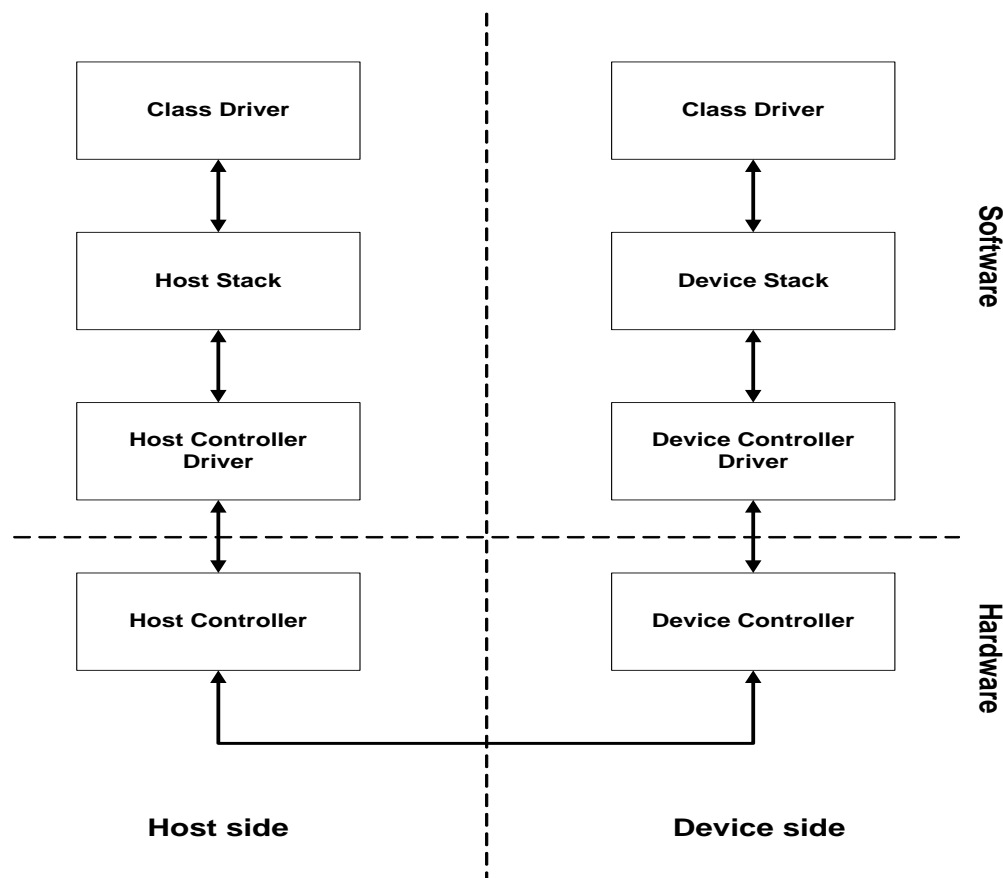 Class Driver
Class Driver
Host Stack
Device Stack
Software
Host Controller
Driver
Device Controller
Driver
Host Controller
Device Controller
Hardware
Host side
Device side